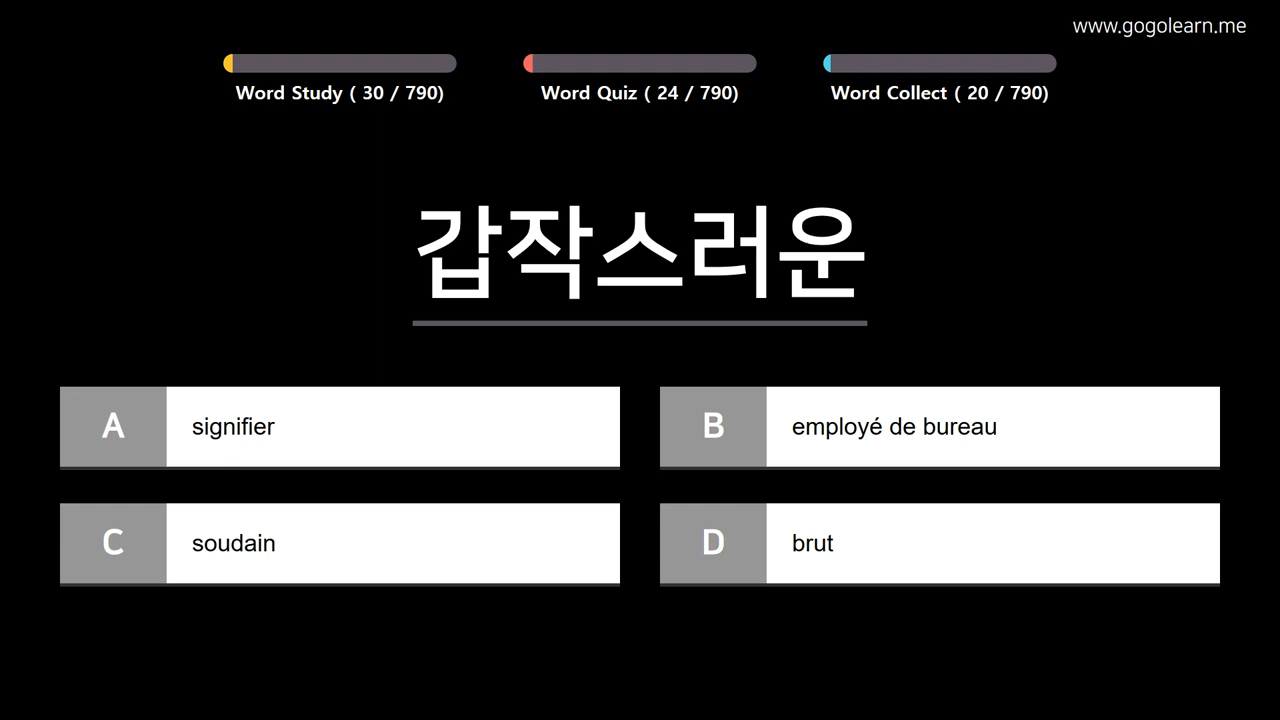 www.gogolearn.me
Word Study ( 30 / 790)
Word Quiz ( 24 / 790)
Word Collect ( 20 / 790)
갑작스러운
A signifier
B employé de bureau
C soudain
D brut